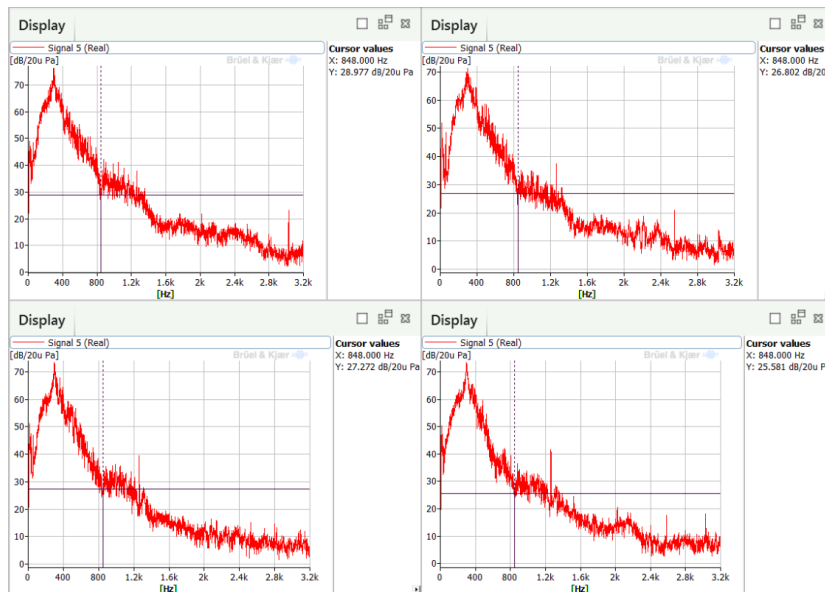 Display
Signal 5 (Real)
[dB/20u Pa]
Brüel & Kjær
Cursor values
X: 848.000 Hz
Y: 28.977 dB/20u Pa
70
60
50
40
30
20
10
0
0 400 800 1.2k 1.6k 2k 2.4k 2.8k 3.2k
[Hz]
Display
Signal 5 (Real)
[dB/20u Pa]
Brüel & Kjær
Cursor values
X: 848.000 Hz
Y: 26.802 dB/20
70
60
50
40
30
20
10
0
0 400 800 1.2k 1.6k 2k 2.4k 2.8k 3.2k
[Hz]
Display
Signal 5 (Real)
[dB/20u Pa]
Brüel & Kjær
Cursor values
X: 848.000 Hz
Y: 27.272 dB/20u Pa
70
60
50
40
30
20
10
0
0 400 800 1.2k 1.6k 2k 2.4k 2.8k 3.2k
[Hz]
Display
Signal 5 (Real)
[dB/20u Pa]
Brüel & Kjær
Cursor values
X: 848.000 Hz
Y: 25.581 dB/20u P
70
60
50
40
30
20
10
0
0 400 800 1.2k 1.6k 2k 2.4k 2.8k 3.2k
[Hz]